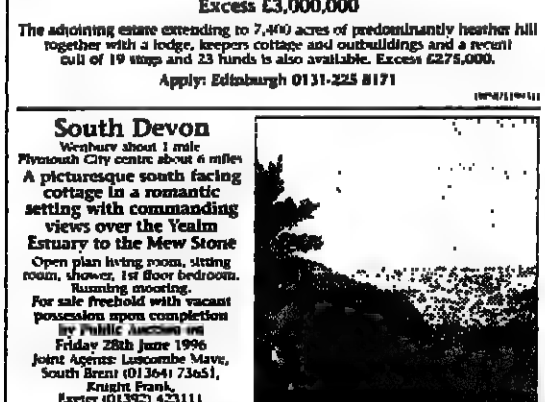 Excess £3,000,000
The adjoining estate extending to 7,400 acres of predominantly heather hill
together with a lodge, keepers cottage and outbuildings and a recent
cull of 19 stags and 23 hinds is also available. Excess £275,000.
Apply: Edinburgh 0131-225 8171
South Devon
Wembury about 1 mile
Plymouth City centre about 6 miles
A picturesque south facing
cottage in a romantic
setting with commanding
views over the Yealm
Estuary to the Mew Stone
Open plan living room, sitting
room, shower, 1st floor bedroom.
Running mooring.
For sale freehold with vacant
possession upon completion
by Public Auction on
Friday 28th June 1996
Joint Agents: Luscombe Maye,
South Brent (01364) 73651,
Knight Frank,
Exeter (01392) 423111